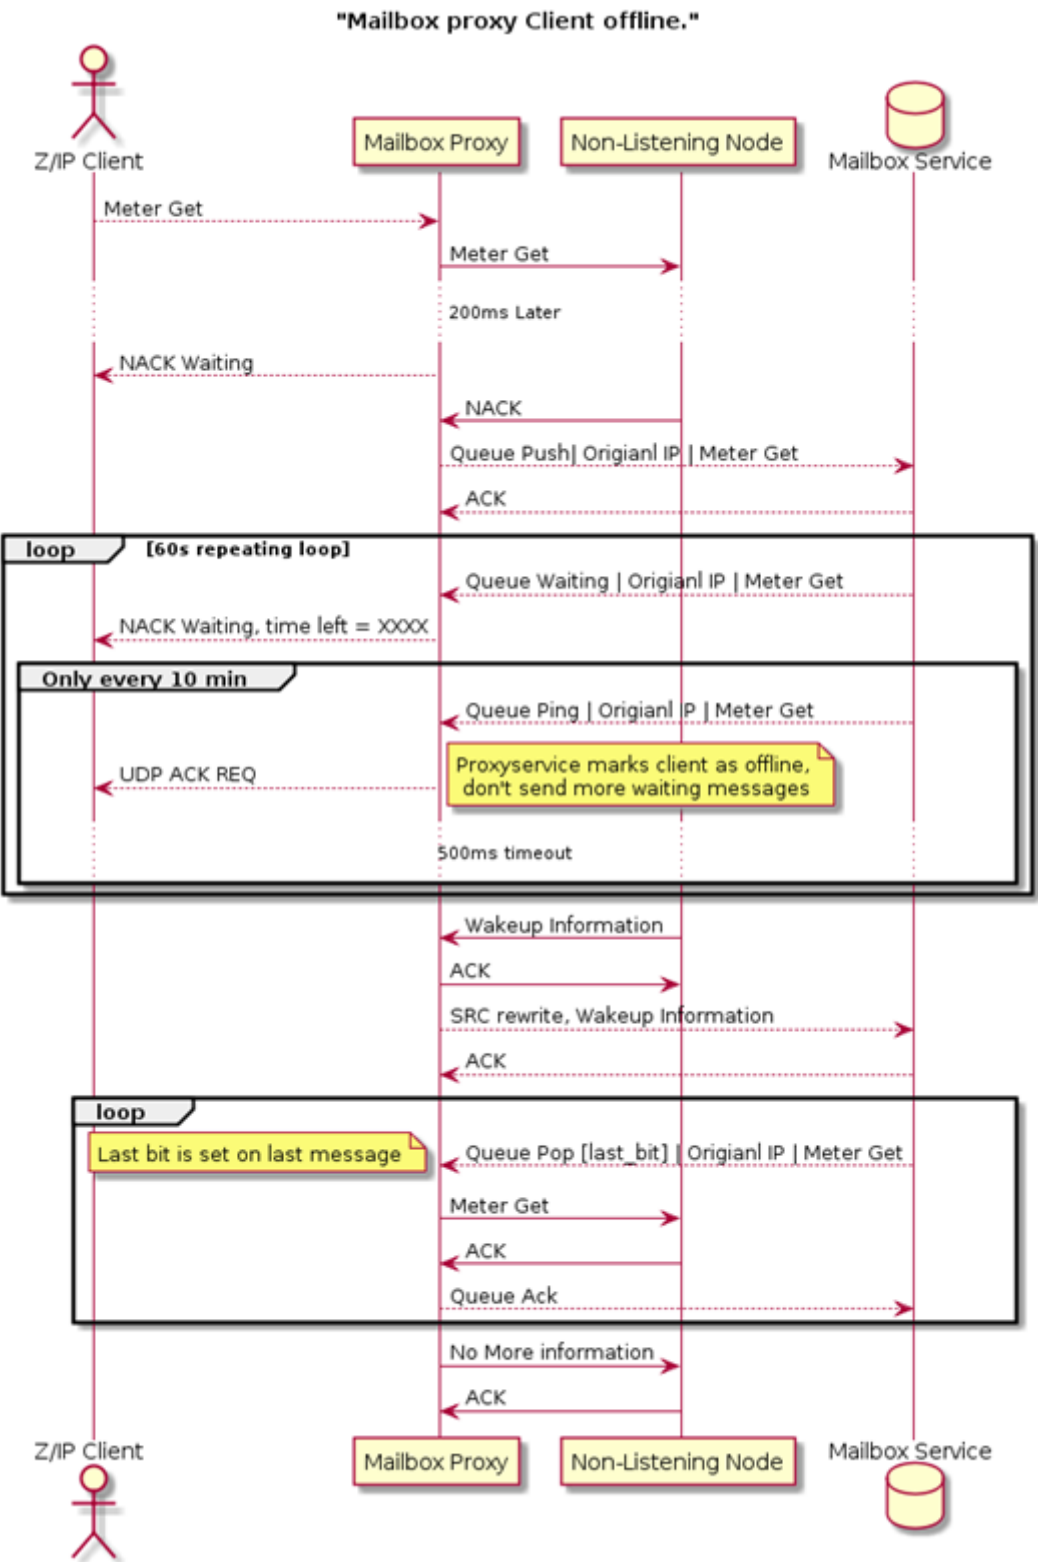 "Mailbox proxy Client offline."
Z/IP Client
Mailbox Proxy
Non-Listening Node
Mailbox Service
Meter Get
Meter Get
200ms Later
NACK Waiting
NACK
Queue Push| Origianl IP | Meter Get
ACK
loop [60s repeating loop]
Queue Waiting | Origianl IP | Meter Get
NACK Waiting, time left = XXXX
Only every 10 min
Queue Ping | Origianl IP | Meter Get
UDP ACK REQ
Proxyservice marks client as offline,
don't send more waiting messages
500ms timeout
Wakeup Information
ACK
SRC rewrite, Wakeup Information
ACK
loop
Last bit is set on last message
Queue Pop [last_bit] | Origianl IP | Meter Get
Meter Get
ACK
Queue Ack
No More information
ACK
Z/IP Client
Mailbox Proxy
Non-Listening Node
Mailbox Service